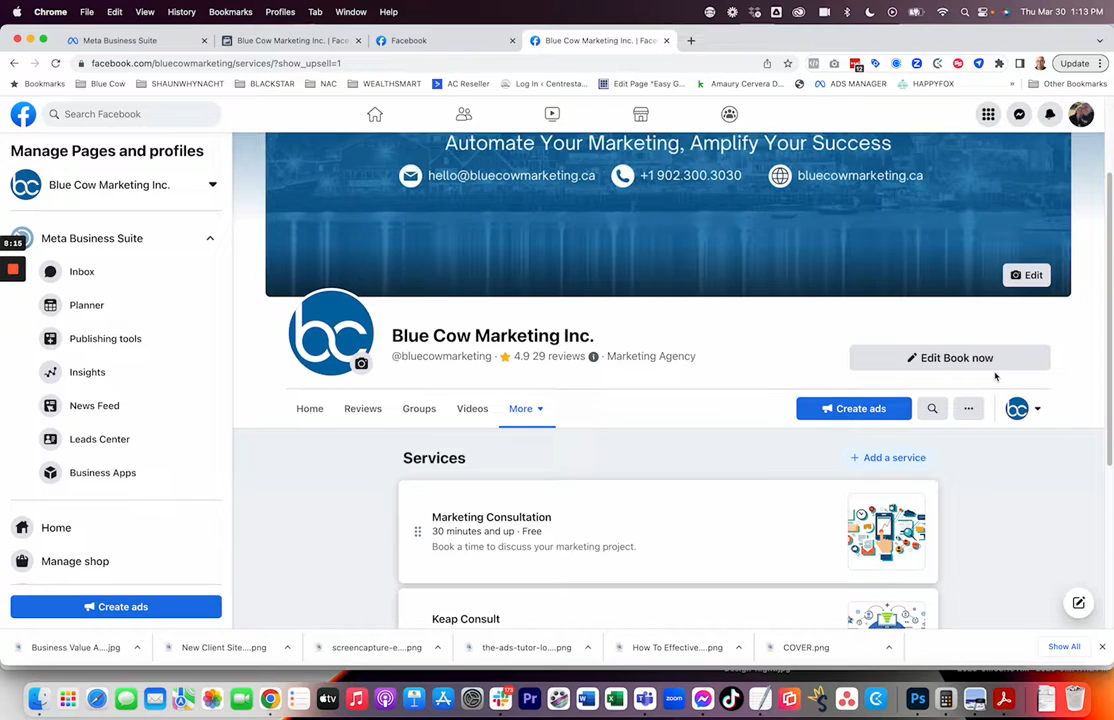 Chrome File Edit View History Bookmarks Profiles Tab Window Help
Thu Mar 30 1:13 PM
Meta Business Suite
Blue Cow Marketing Inc. | Face
Facebook
Blue Cow Marketing Inc. | Face
facebook.com/bluecowmarketing/services/?show_upsell=1
12
Update
Bookmarks Blue Cow SHAUNWHYNACHT BLACKSTAR NAC WEALTHSMART AC Reseller Log In ‹ Centresta... Edit Page "Easy G... Amaury Cervera D... ADS MANAGER HAPPYFOX » Other Bookmarks
Search Facebook
Manage Pages and profiles
Blue Cow Marketing Inc.
Meta Business Suite
8:15
Inbox
Planner
Publishing tools
Insights
News Feed
Leads Center
Business Apps
Home
Manage shop
Create ads
Automate Your Marketing, Amplify Your Success
hello@bluecowmarketing.ca +1 902.300.3030 bluecowmarketing.ca
Edit
bc
Blue Cow Marketing Inc.
@bluecowmarketing · 4.9 29 reviews · Marketing Agency
Edit Book now
Home Reviews Groups Videos More
Create ads
Services
+ Add a service
Marketing Consultation
30 minutes and up · Free
Book a time to discuss your marketing project.
Keap Consult
Business Value A....jpg New Client Site....png screencapture-e....png the-ads-tutor-lo....png How To Effective....png COVER.png Show All
173
tv
zoom
Pr
Ps